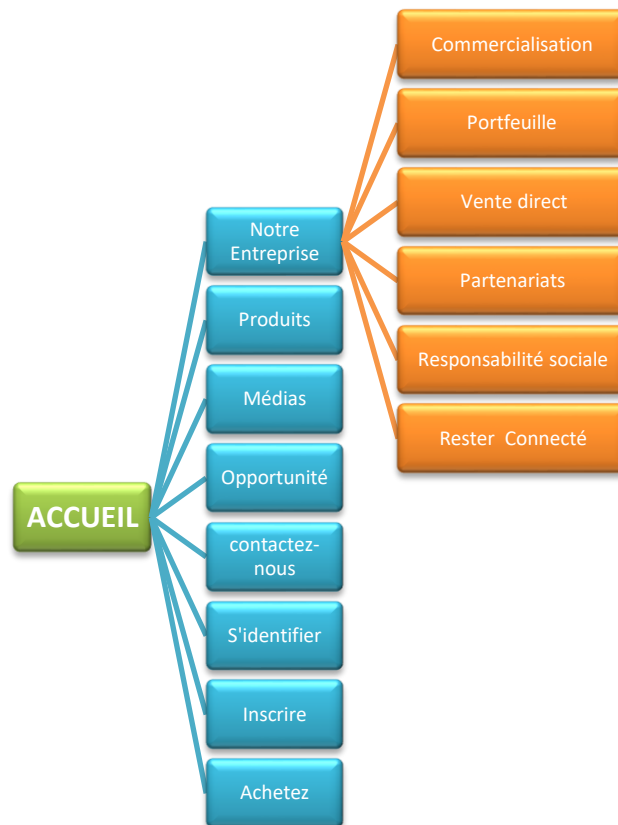 ACCUEIL
Notre
Entreprise
Commercialisation
Portfeuille
Vente direct
Partenariats
Responsabilité sociale
Rester  Connecté
Produits
Médias
Opportunité
contactez-
nous
S'identifier
Inscrire
Achetez